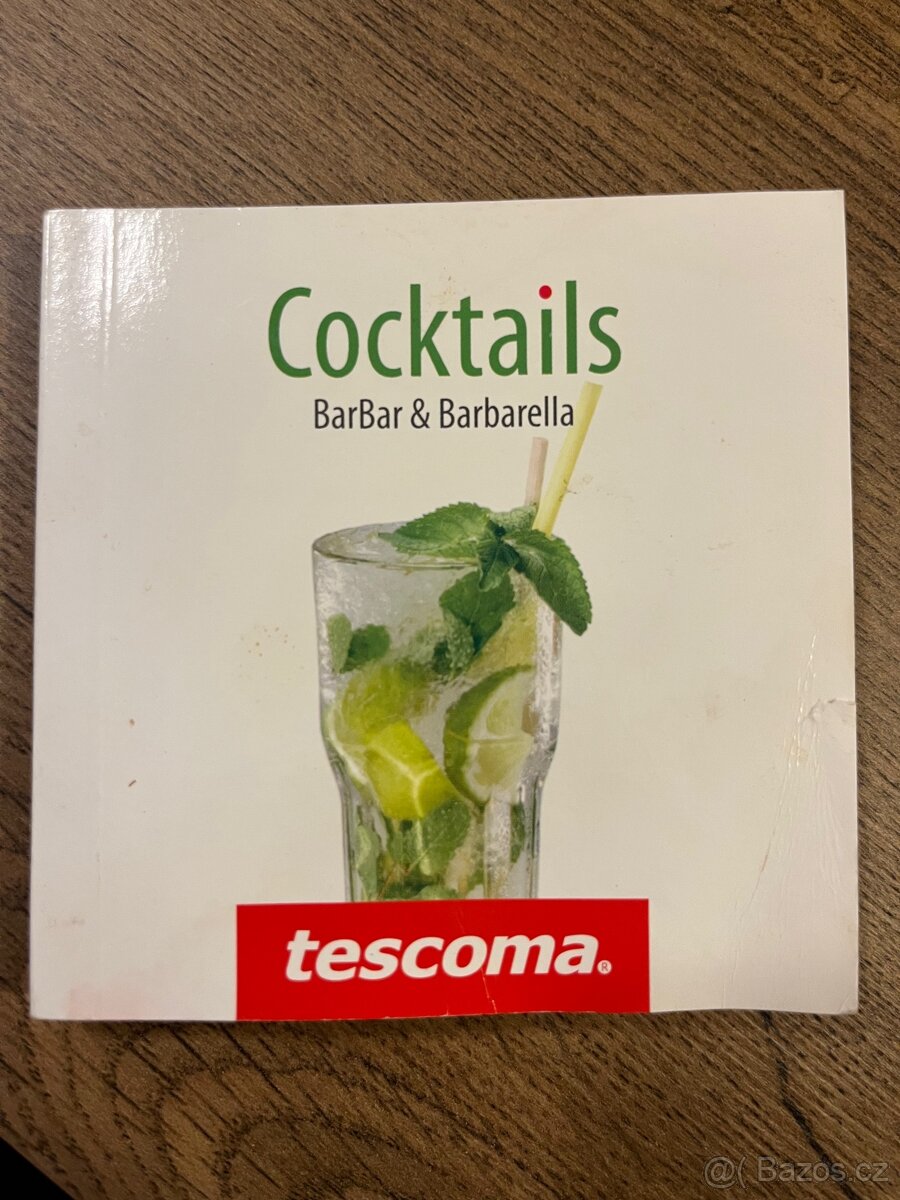 Cocktails
BarBar & Barbarella
tescoma.®
@( Bazos.cz